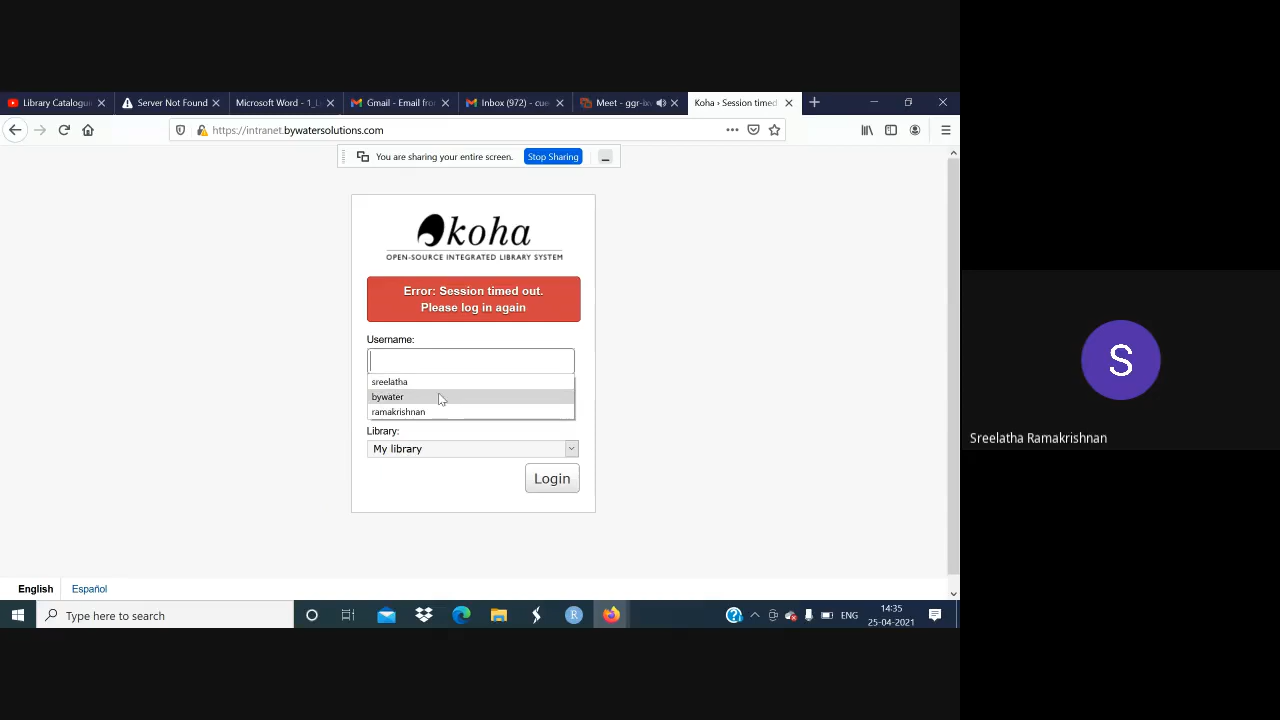 Library Catalogu
Server Not Found
Microsoft Word - 1_L
Gmail - Email fro
Inbox (972) - cue
Meet - ggr-ix
Koha › Session timed
https://intranet.bywatersolutions.com
You are sharing your entire screen.
Stop Sharing
koha
OPEN-SOURCE INTEGRATED LIBRARY SYSTEM
Error: Session timed out.
Please log in again
Username:
sreelatha
bywater
ramakrishnan
Library:
My library
Login
S
Sreelatha Ramakrishnan
English
Español
Type here to search
R
ENG
14:35
25-04-2021